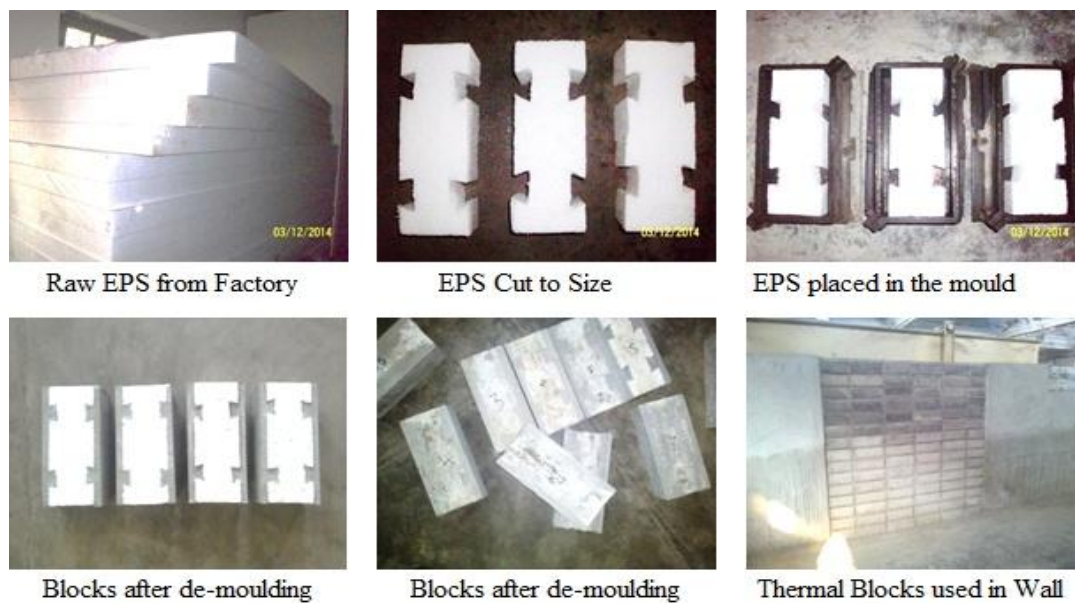 03/12/2014
03/12/2014
03/12/2014
Raw EPS from Factory
EPS Cut to Size
EPS placed in the mould
Blocks after de-moulding
Blocks after de-moulding
Thermal Blocks used in Wall